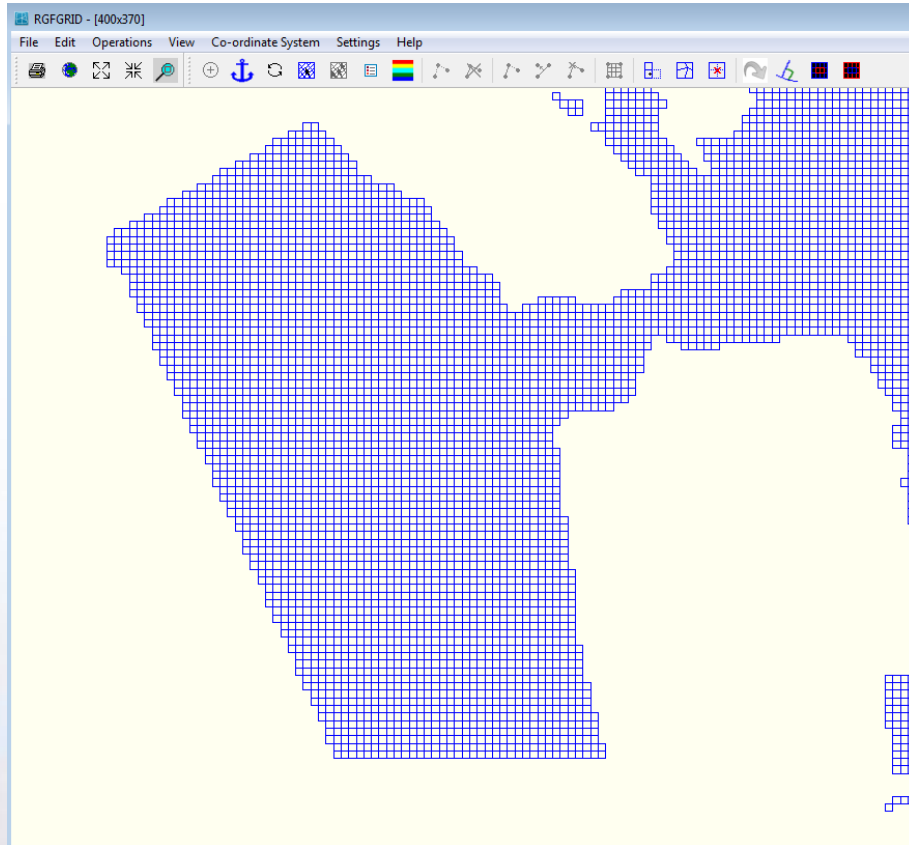 RGFGRID - [400x370]
File Edit Operations View Co-ordinate System Settings Help